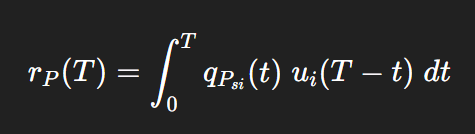 r_P(T) = ∫_0^T q_{P_{si}}(t) u_i(T − t) dt